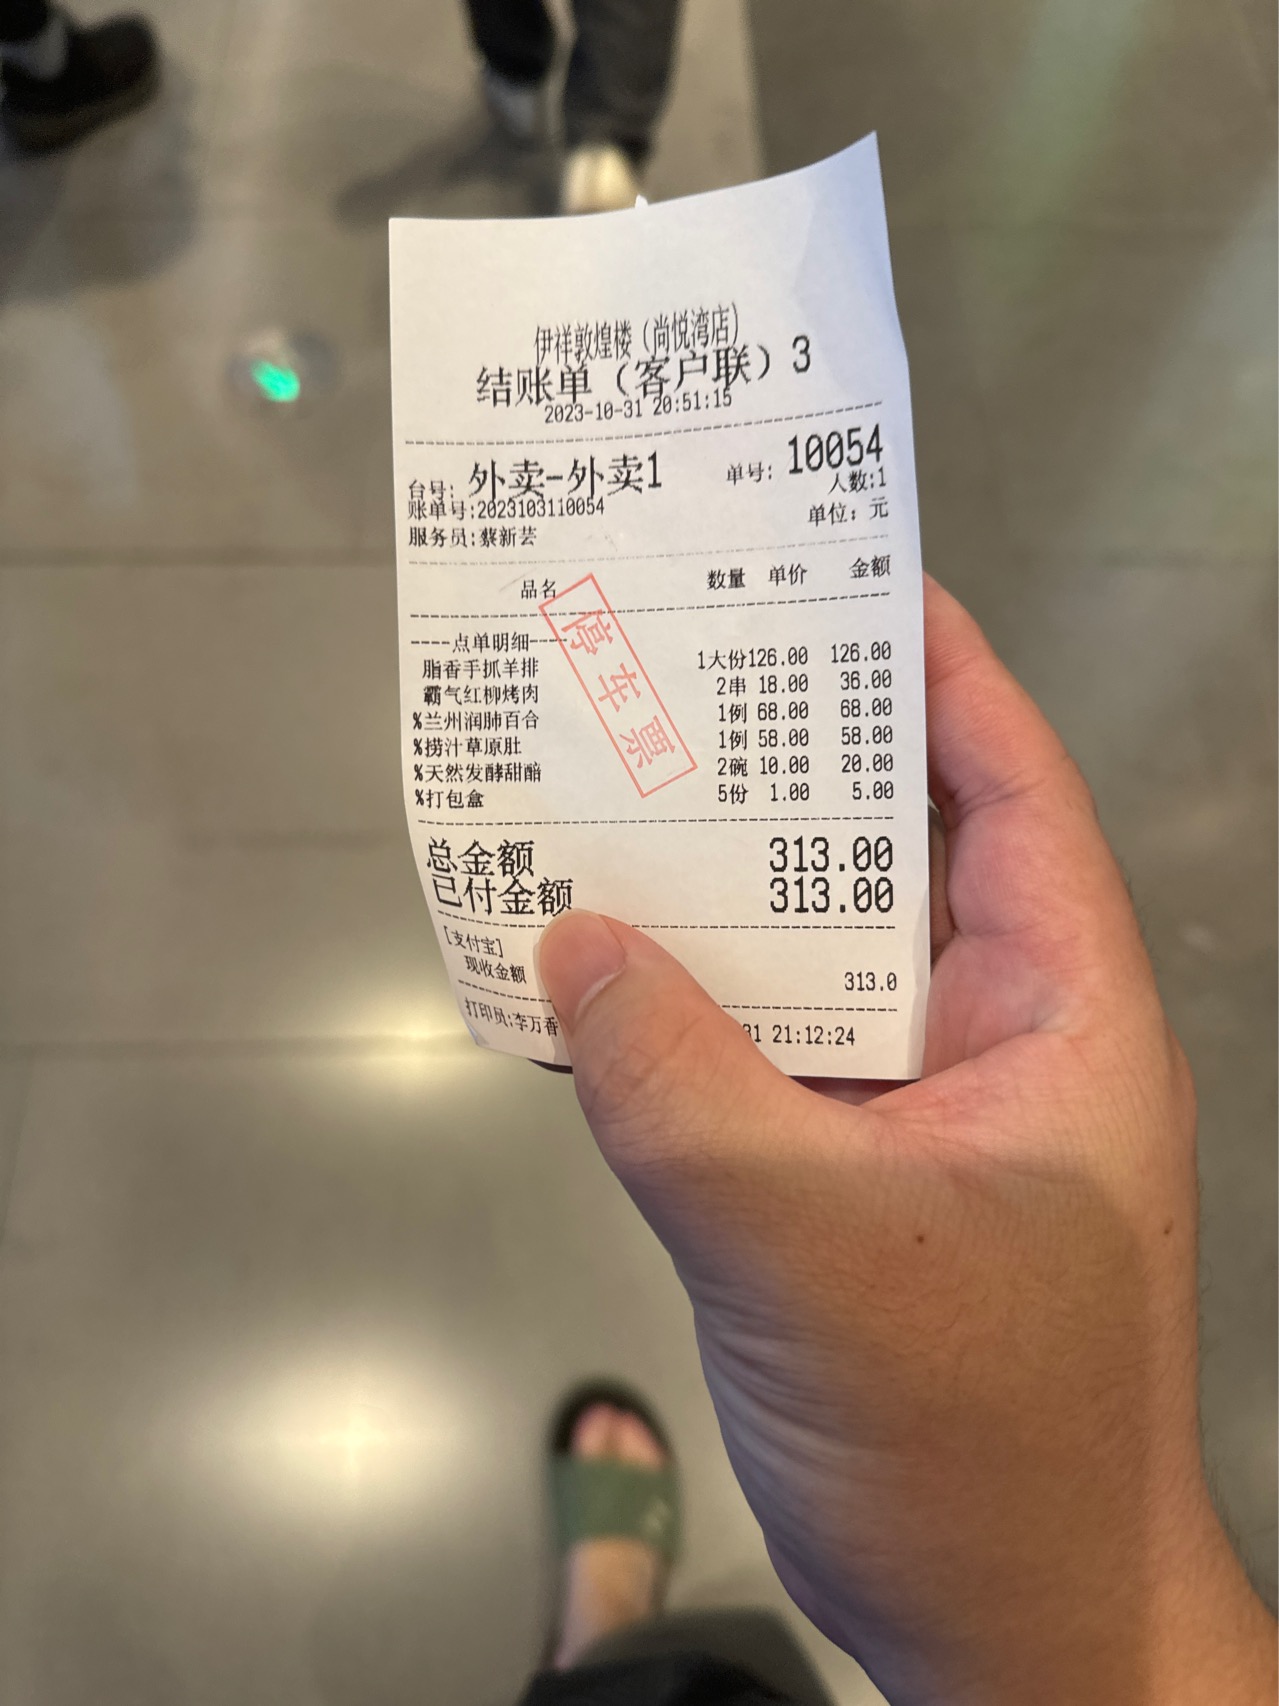 伊祥敦煌楼（尚悦湾店）
结账单（客户联）3
2023-10-31 20:51:15
台号: 外卖-外卖1 单号: 10054
账单号:2023103110054 人数:1
服务员:蔡新芸 单位: 元
品名 数量 单价 金额
----点单明细----
脂香手抓羊排 1大份 126.00 126.00
霸气红柳烤肉 2串 18.00 36.00
%兰州润肺百合 1例 68.00 68.00
%捞汁草原肚 1例 58.00 58.00
%天然发酵甜醅 2碗 10.00 20.00
%打包盒 5份 1.00 5.00
停车票
总金额 313.00
已付金额 313.00
[支付宝]
现收金额 313.0
打印员:李万香 31 21:12:24